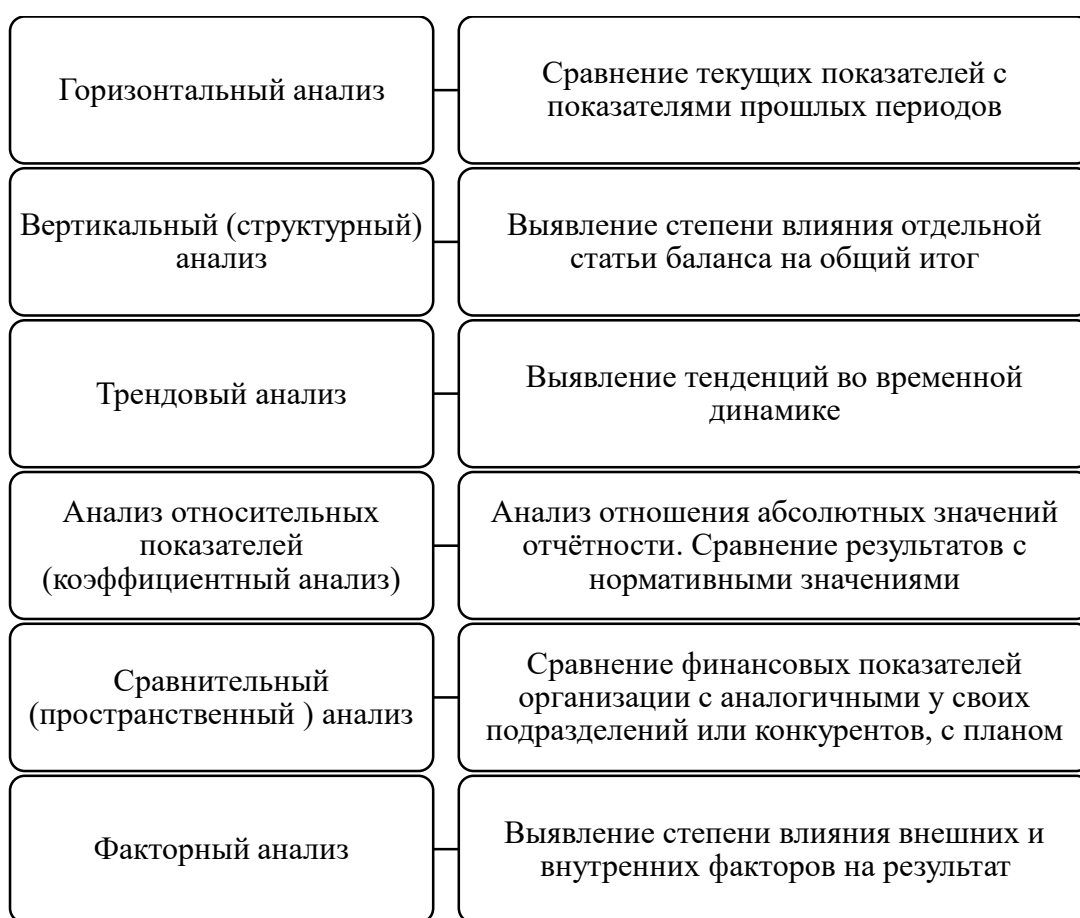 Горизонтальный анализ
Сравнение текущих показателей с
показателями прошлых периодов
Вертикальный (структурный)
анализ
Выявление степени влияния отдельной
статьи баланса на общий итог
Трендовый анализ
Выявление тенденций во временной
динамике
Анализ относительных
показателей
(коэффициентный анализ)
Анализ отношения абсолютных значений
отчётности. Сравнение результатов с
нормативными значениями
Сравнительный
(пространственный ) анализ
Сравнение финансовых показателей
организации с аналогичными у своих
подразделений или конкурентов, с планом
Факторный анализ
Выявление степени влияния внешних и
внутренних факторов на результат